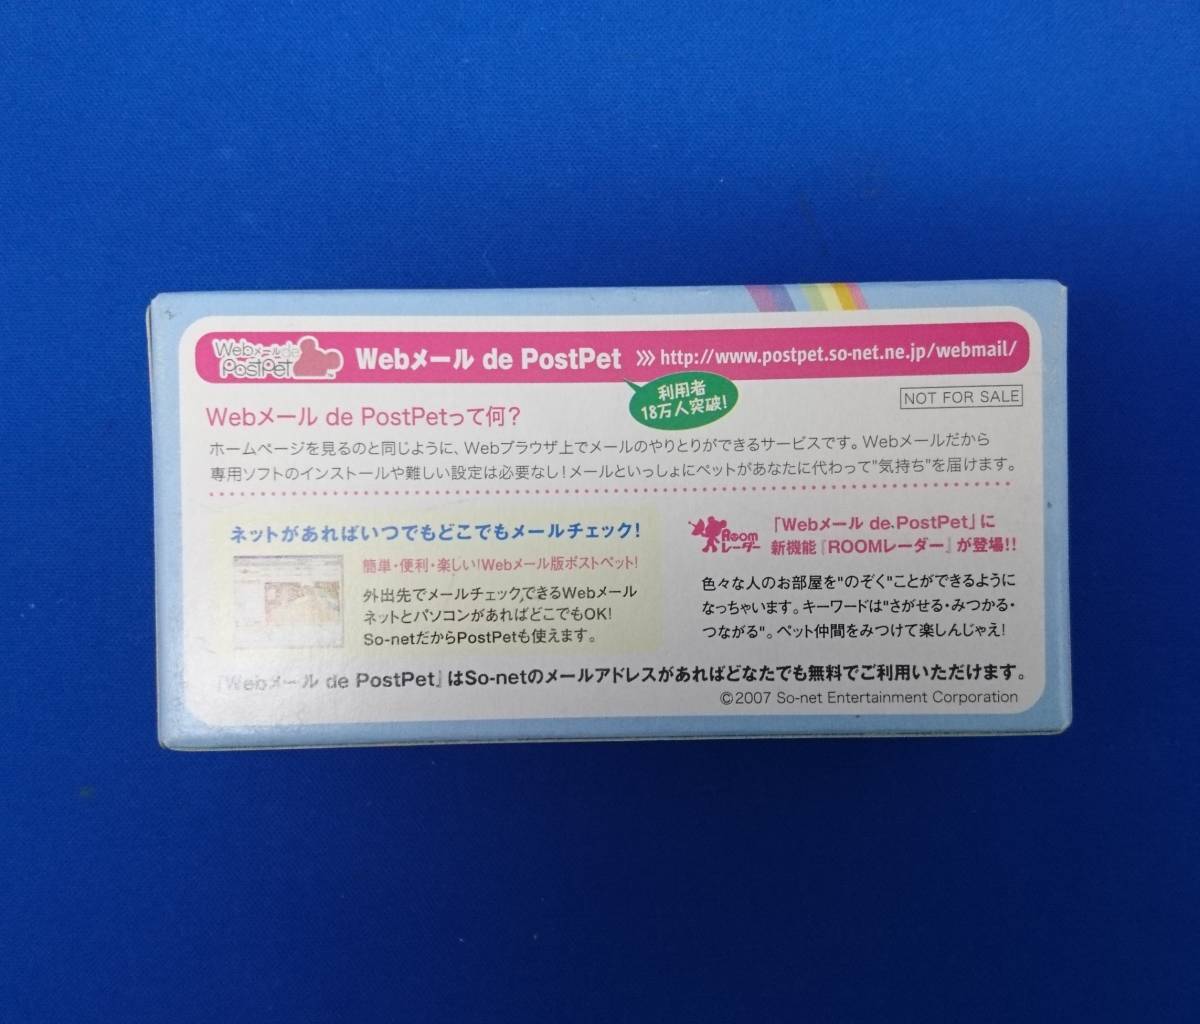 Webメールde
PostPet
Webメール de PostPet >>> http://www.postpet.so-net.ne.jp/webmail/
利用者
18万人突破!
NOT FOR SALE
Webメール de PostPetって何?
ホームページを見るのと同じように、Webブラウザ上でメールのやりとりができるサービスです。Webメールだから
専用ソフトのインストールや難しい設定は必要なし!メールといっしょにペットがあなたに代わって"気持ち"を届けます。
ネットがあればいつでもどこでもメールチェック!
簡単・便利・楽しい!Webメール版ポストペット!
外出先でメールチェックできるWebメール
ネットとパソコンがあればどこでもOK!
So-netだからPostPetも使えます。
Room
レーダー
「Webメール de PostPet」に
新機能『ROOMレーダー』が登場!!
色々な人のお部屋を"のぞく"ことができるように
なっちゃいます。キーワードは"さがせる・みつかる・
つながる"。ペット仲間をみつけて楽しんじゃえ!
『Webメール de PostPet』はSo-netのメールアドレスがあればどなたでも無料でご利用いただけます。
©2007 So-net Entertainment Corporation